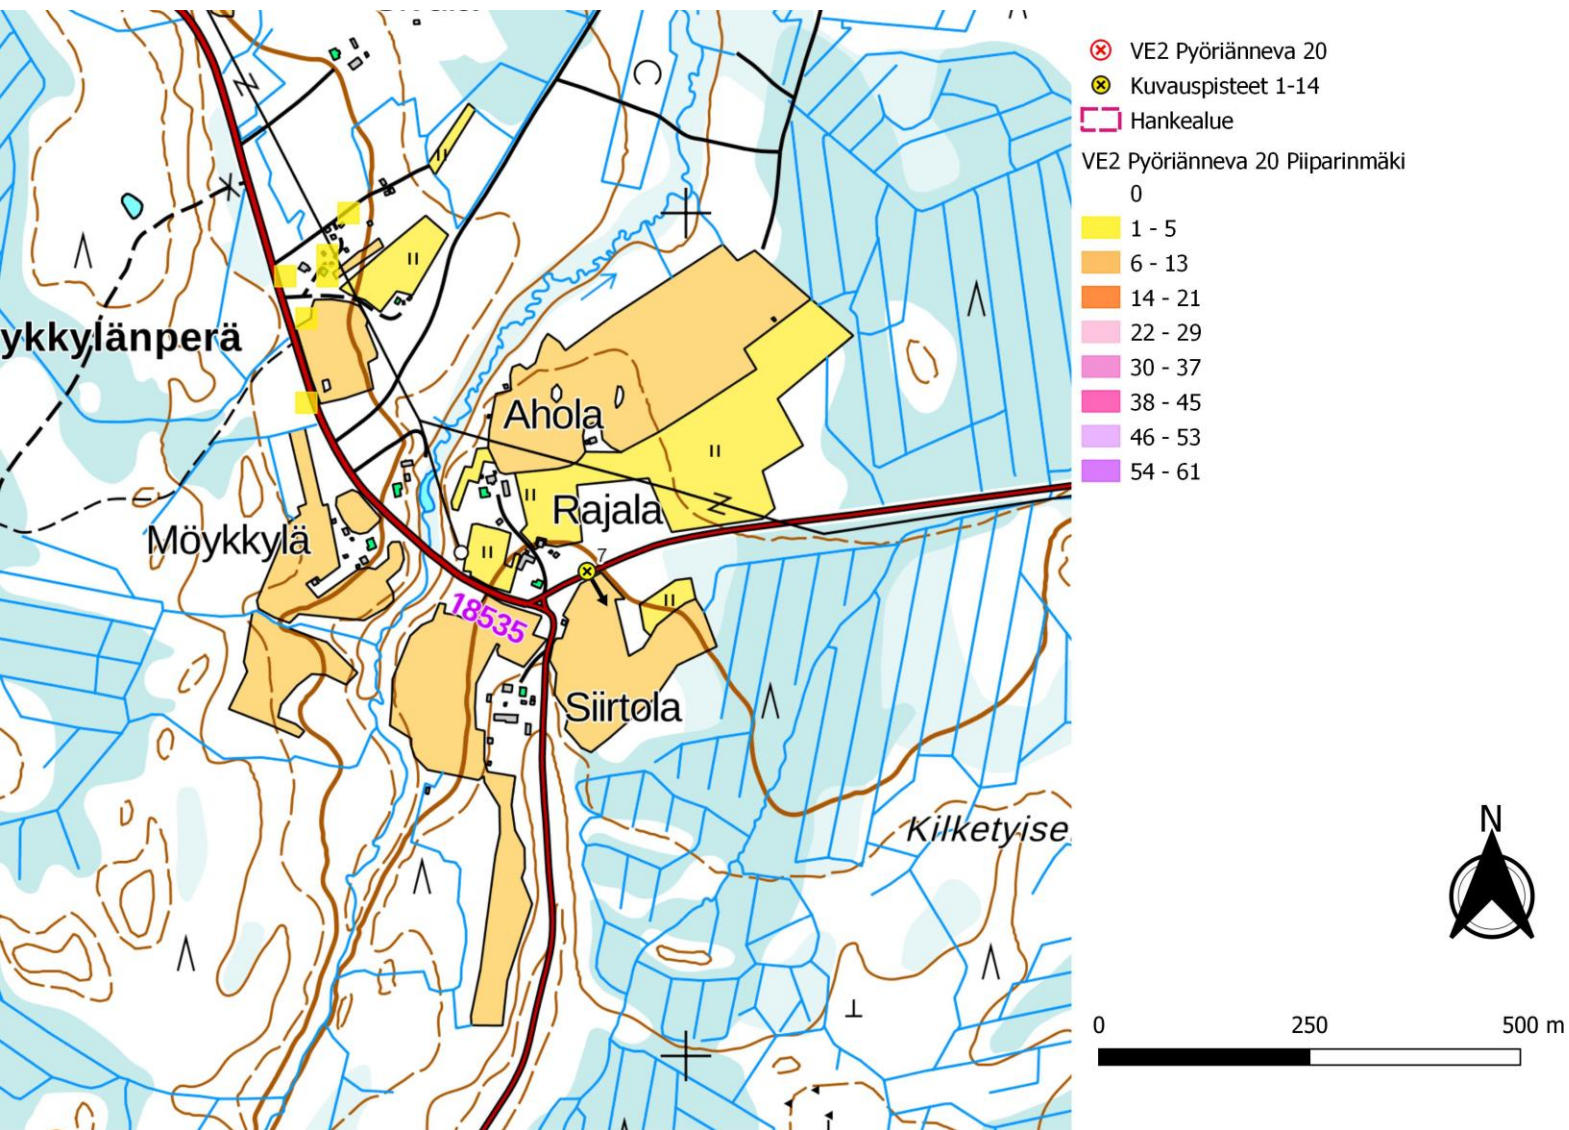 ykkylänperä
Ahola
Rajala
Möykkylä
7
18535
Siirtola
Kilketyise
VE2 Pyöriänneva 20
Kuvauspisteet 1-14
Hankealue
VE2 Pyöriänneva 20 Piiparinmäki
0
1 - 5
6 - 13
14 - 21
22 - 29
30 - 37
38 - 45
46 - 53
54 - 61
N
0 250 500 m